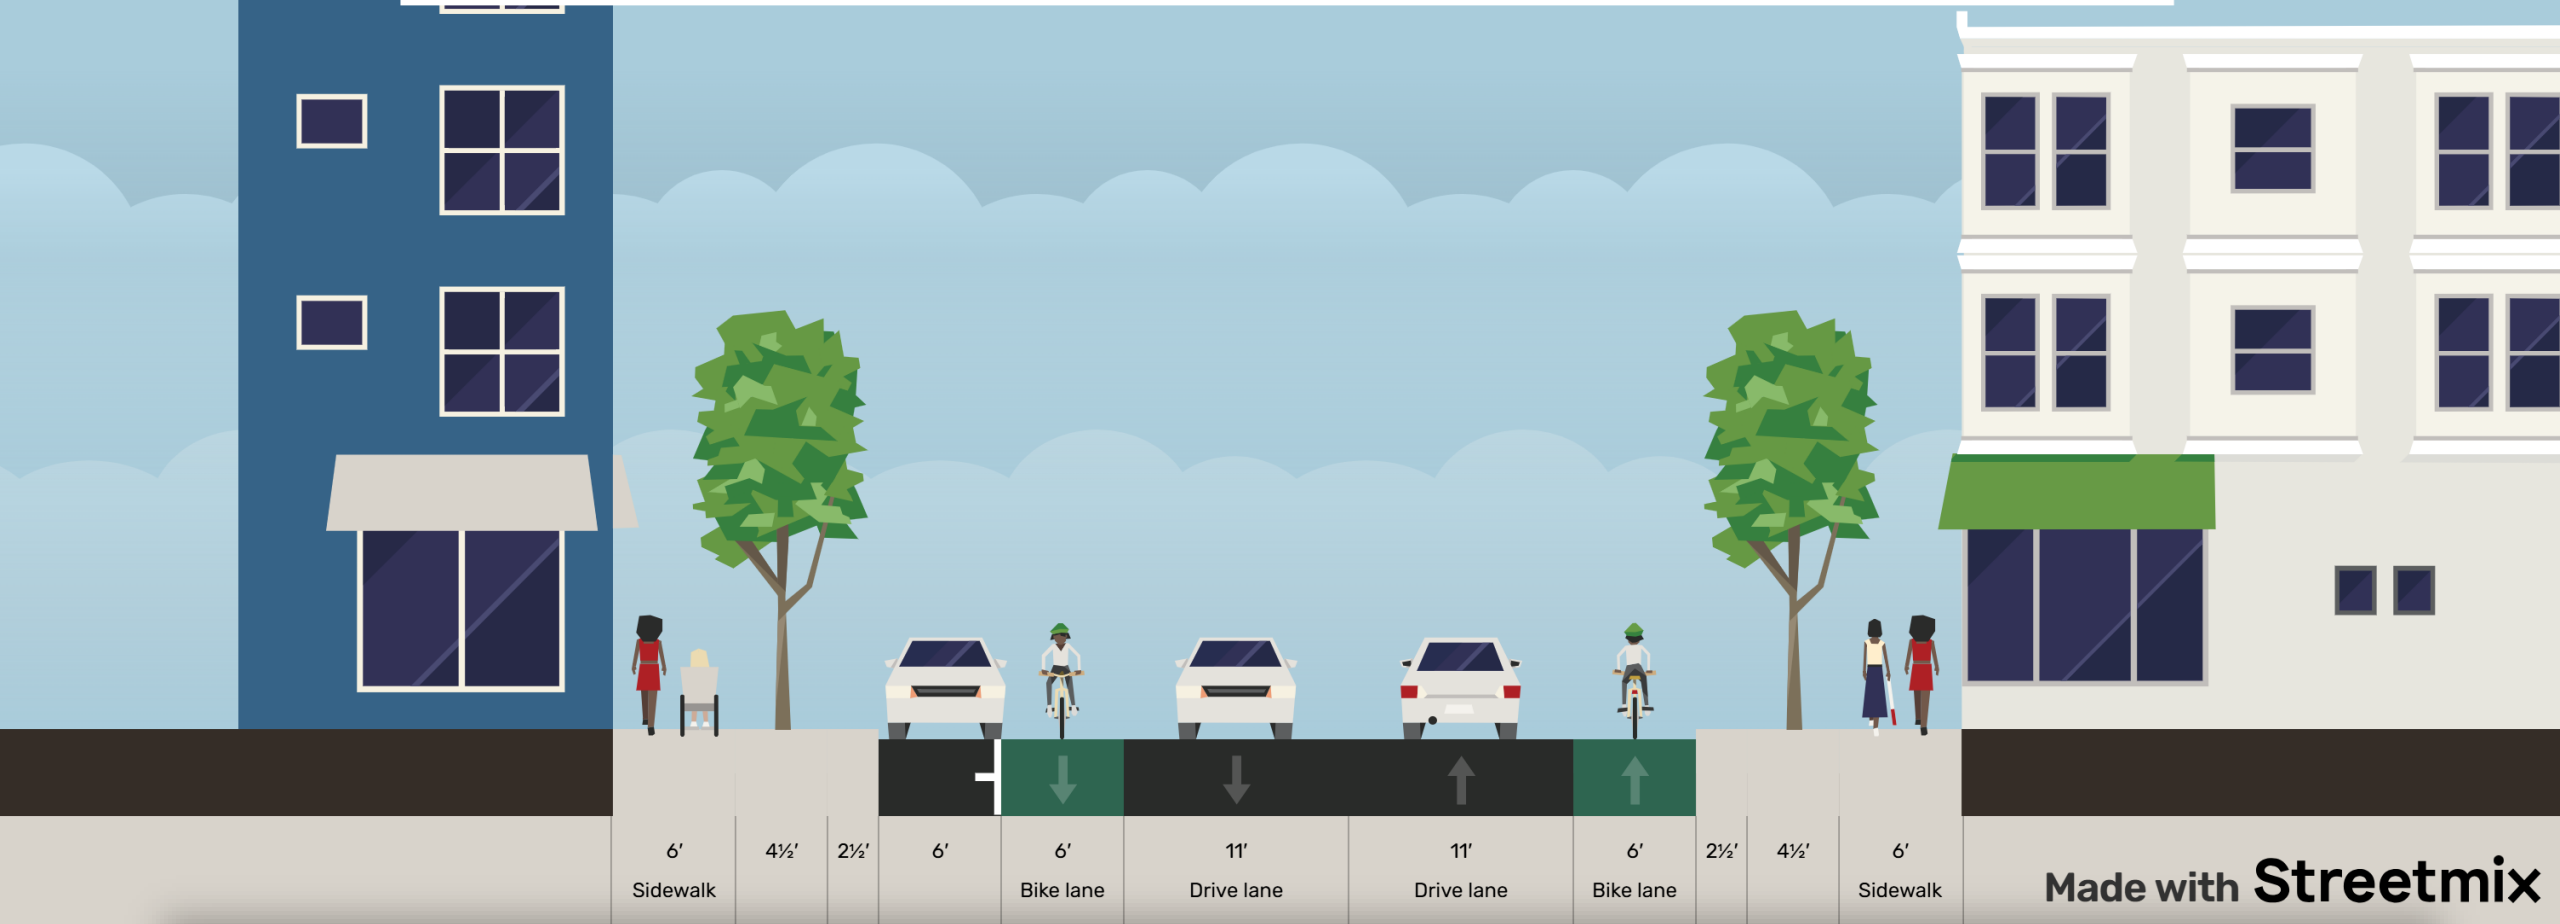 6′ 4½′ 2½′ 6′ 6′ 11′ 11′ 6′ 2½′ 4½′ 6′
Sidewalk Bike lane Drive lane Drive lane Bike lane Sidewalk
Made with Streetmix